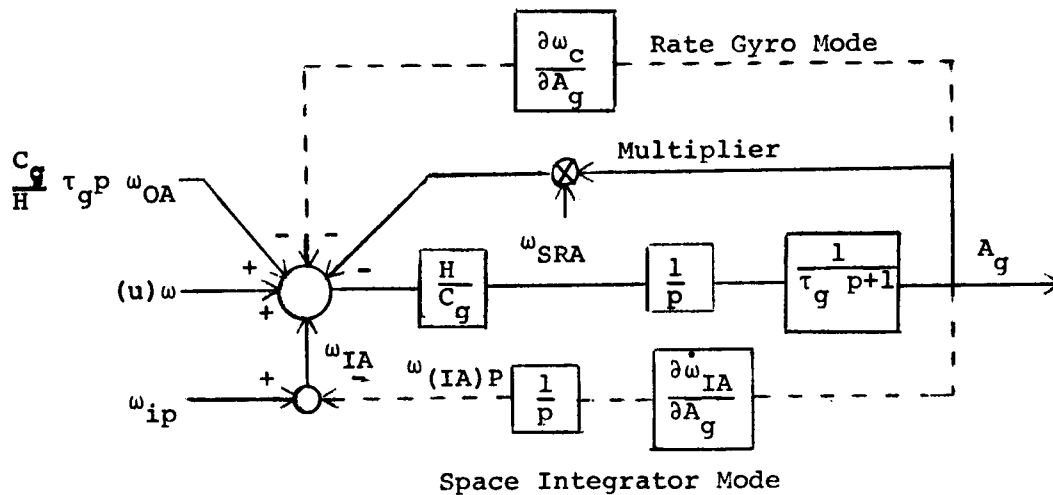 ∂ω_c
∂A_g
Rate Gyro Mode
C_g
H
τ_g p ω_OA
Multiplier
- -
-
+
ω_SRA
(u)ω
+
H
C_g
1
p
1
τ_g p+1
A_g
ω_IA
+
ω_ip
ω_(IA)P
1
p
∂ω̇_IA
∂A_g
Space Integrator Mode